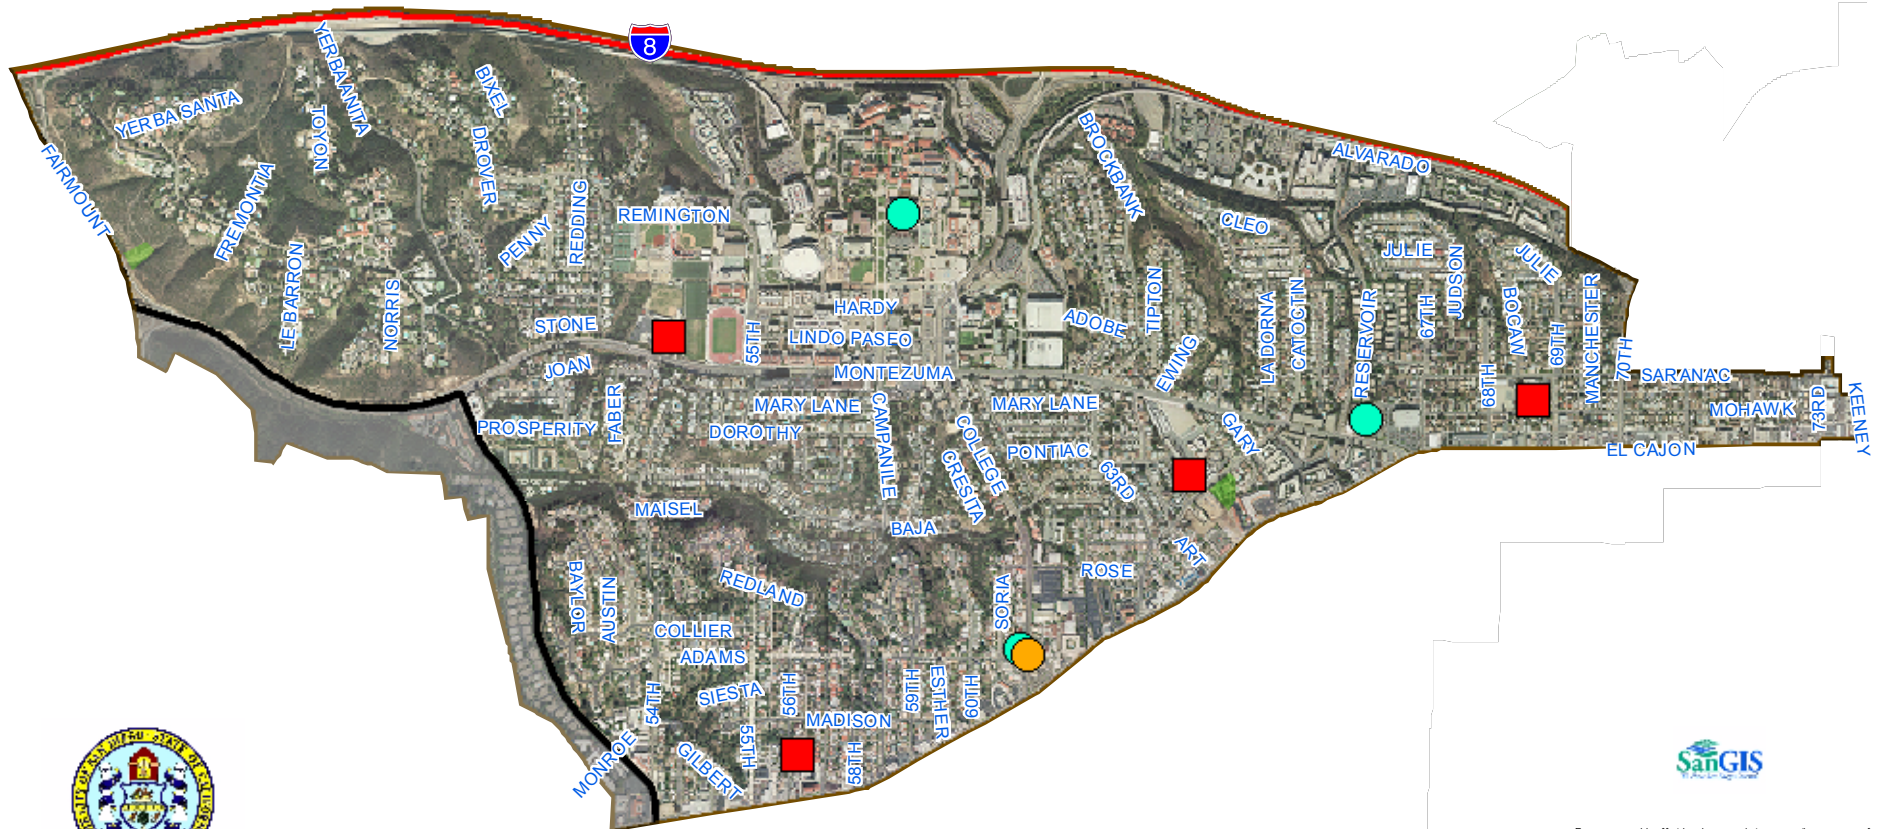 8
YERBA SANTA
YERBA ANITA
TOYON
BIXEL
DROVER
FAIRMOUNT
FREMONTIA
LE BARRON
NORRIS
PENNY
REDDING
REMINGTON
BROCKBANK
ALVARADO
CLEO
JULIE
JUDSON
JULIE
STONE
JOAN
55TH
HARDY
LINDO PASEO
MONTEZUMA
ADOBE
TIPTON
EWING
LA DORNA
CATOCTIN
RESERVOIR
67TH
BOGAW
69TH
MANCHESTER
70TH
68TH
SARANAC
MOHAWK
73RD
KEENEY
EL CAJON
PROSPERITY
FABER
MARY LANE
DOROTHY
CAMPANILE
COLLEGE
CRESITA
MARY LANE
PONTIAC
63RD
GARY
MAISEL
BAJA
ART
ROSE
BAYLOR
AUSTIN
REDLAND
SORIA
COLLIER
ADAMS
SIESTA
54TH
56TH
MADISON
59TH
ESTHER
60TH
MONROE
GILBERT
55TH
58TH
SanGIS